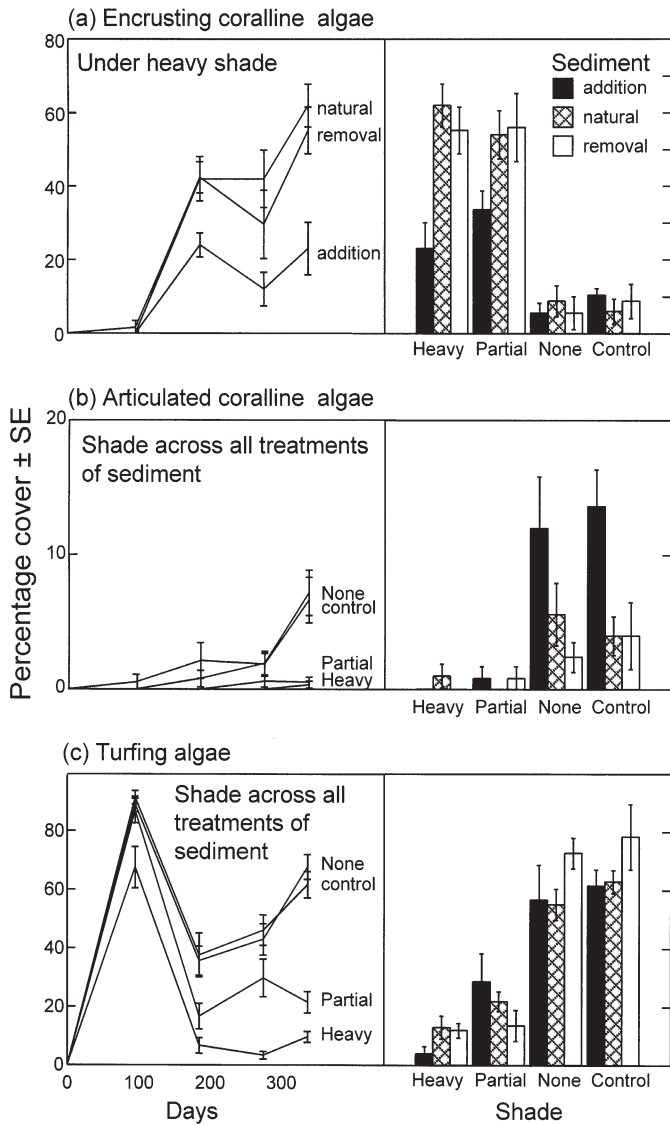 (a) Encrusting coralline algae
80
60
40
20
0
Under heavy shade
natural
removal
addition
Sediment
addition
natural
removal
Heavy Partial None Control
(b) Articulated coralline algae
20
10
0
Shade across all treatments
of sediment
None
control
Partial
Heavy
Heavy Partial None Control
Percentage cover ± SE
(c) Turfing algae
80
60
40
20
0
Shade across all
treatments of
sediment
None
control
Partial
Heavy
0 100 200 300
Days
Heavy Partial None Control
Shade